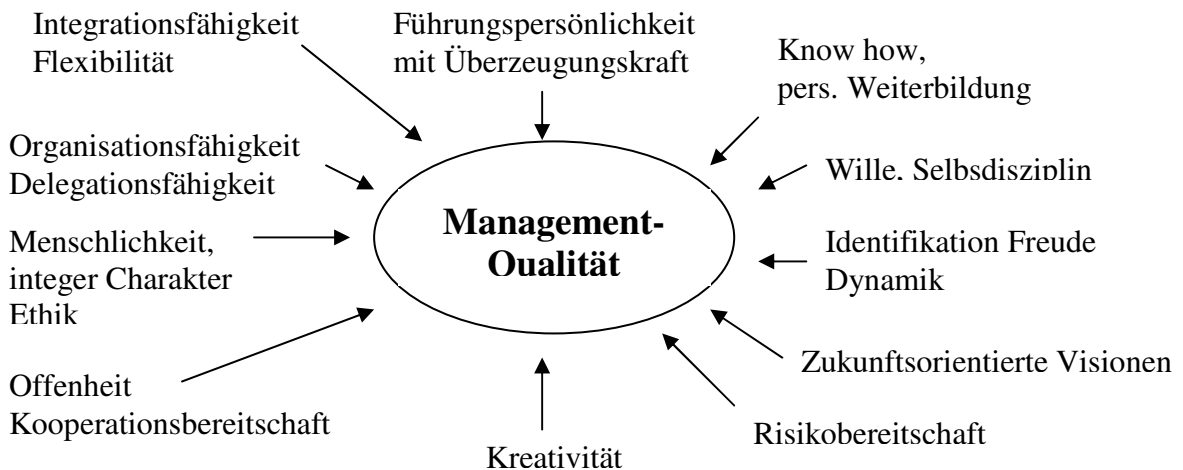 Integrationsfähigkeit
Flexibilität
Führungspersönlichkeit
mit Überzeugungskraft
Know how,
pers. Weiterbildung
Organisationsfähigkeit
Delegationsfähigkeit
Wille, Selbsdisziplin
Management-
Qualität
Menschlichkeit,
integer Charakter
Ethik
Identifikation Freude
Dynamik
Zukunftsorientierte Visionen
Offenheit
Kooperationsbereitschaft
Risikobereitschaft
Kreativität